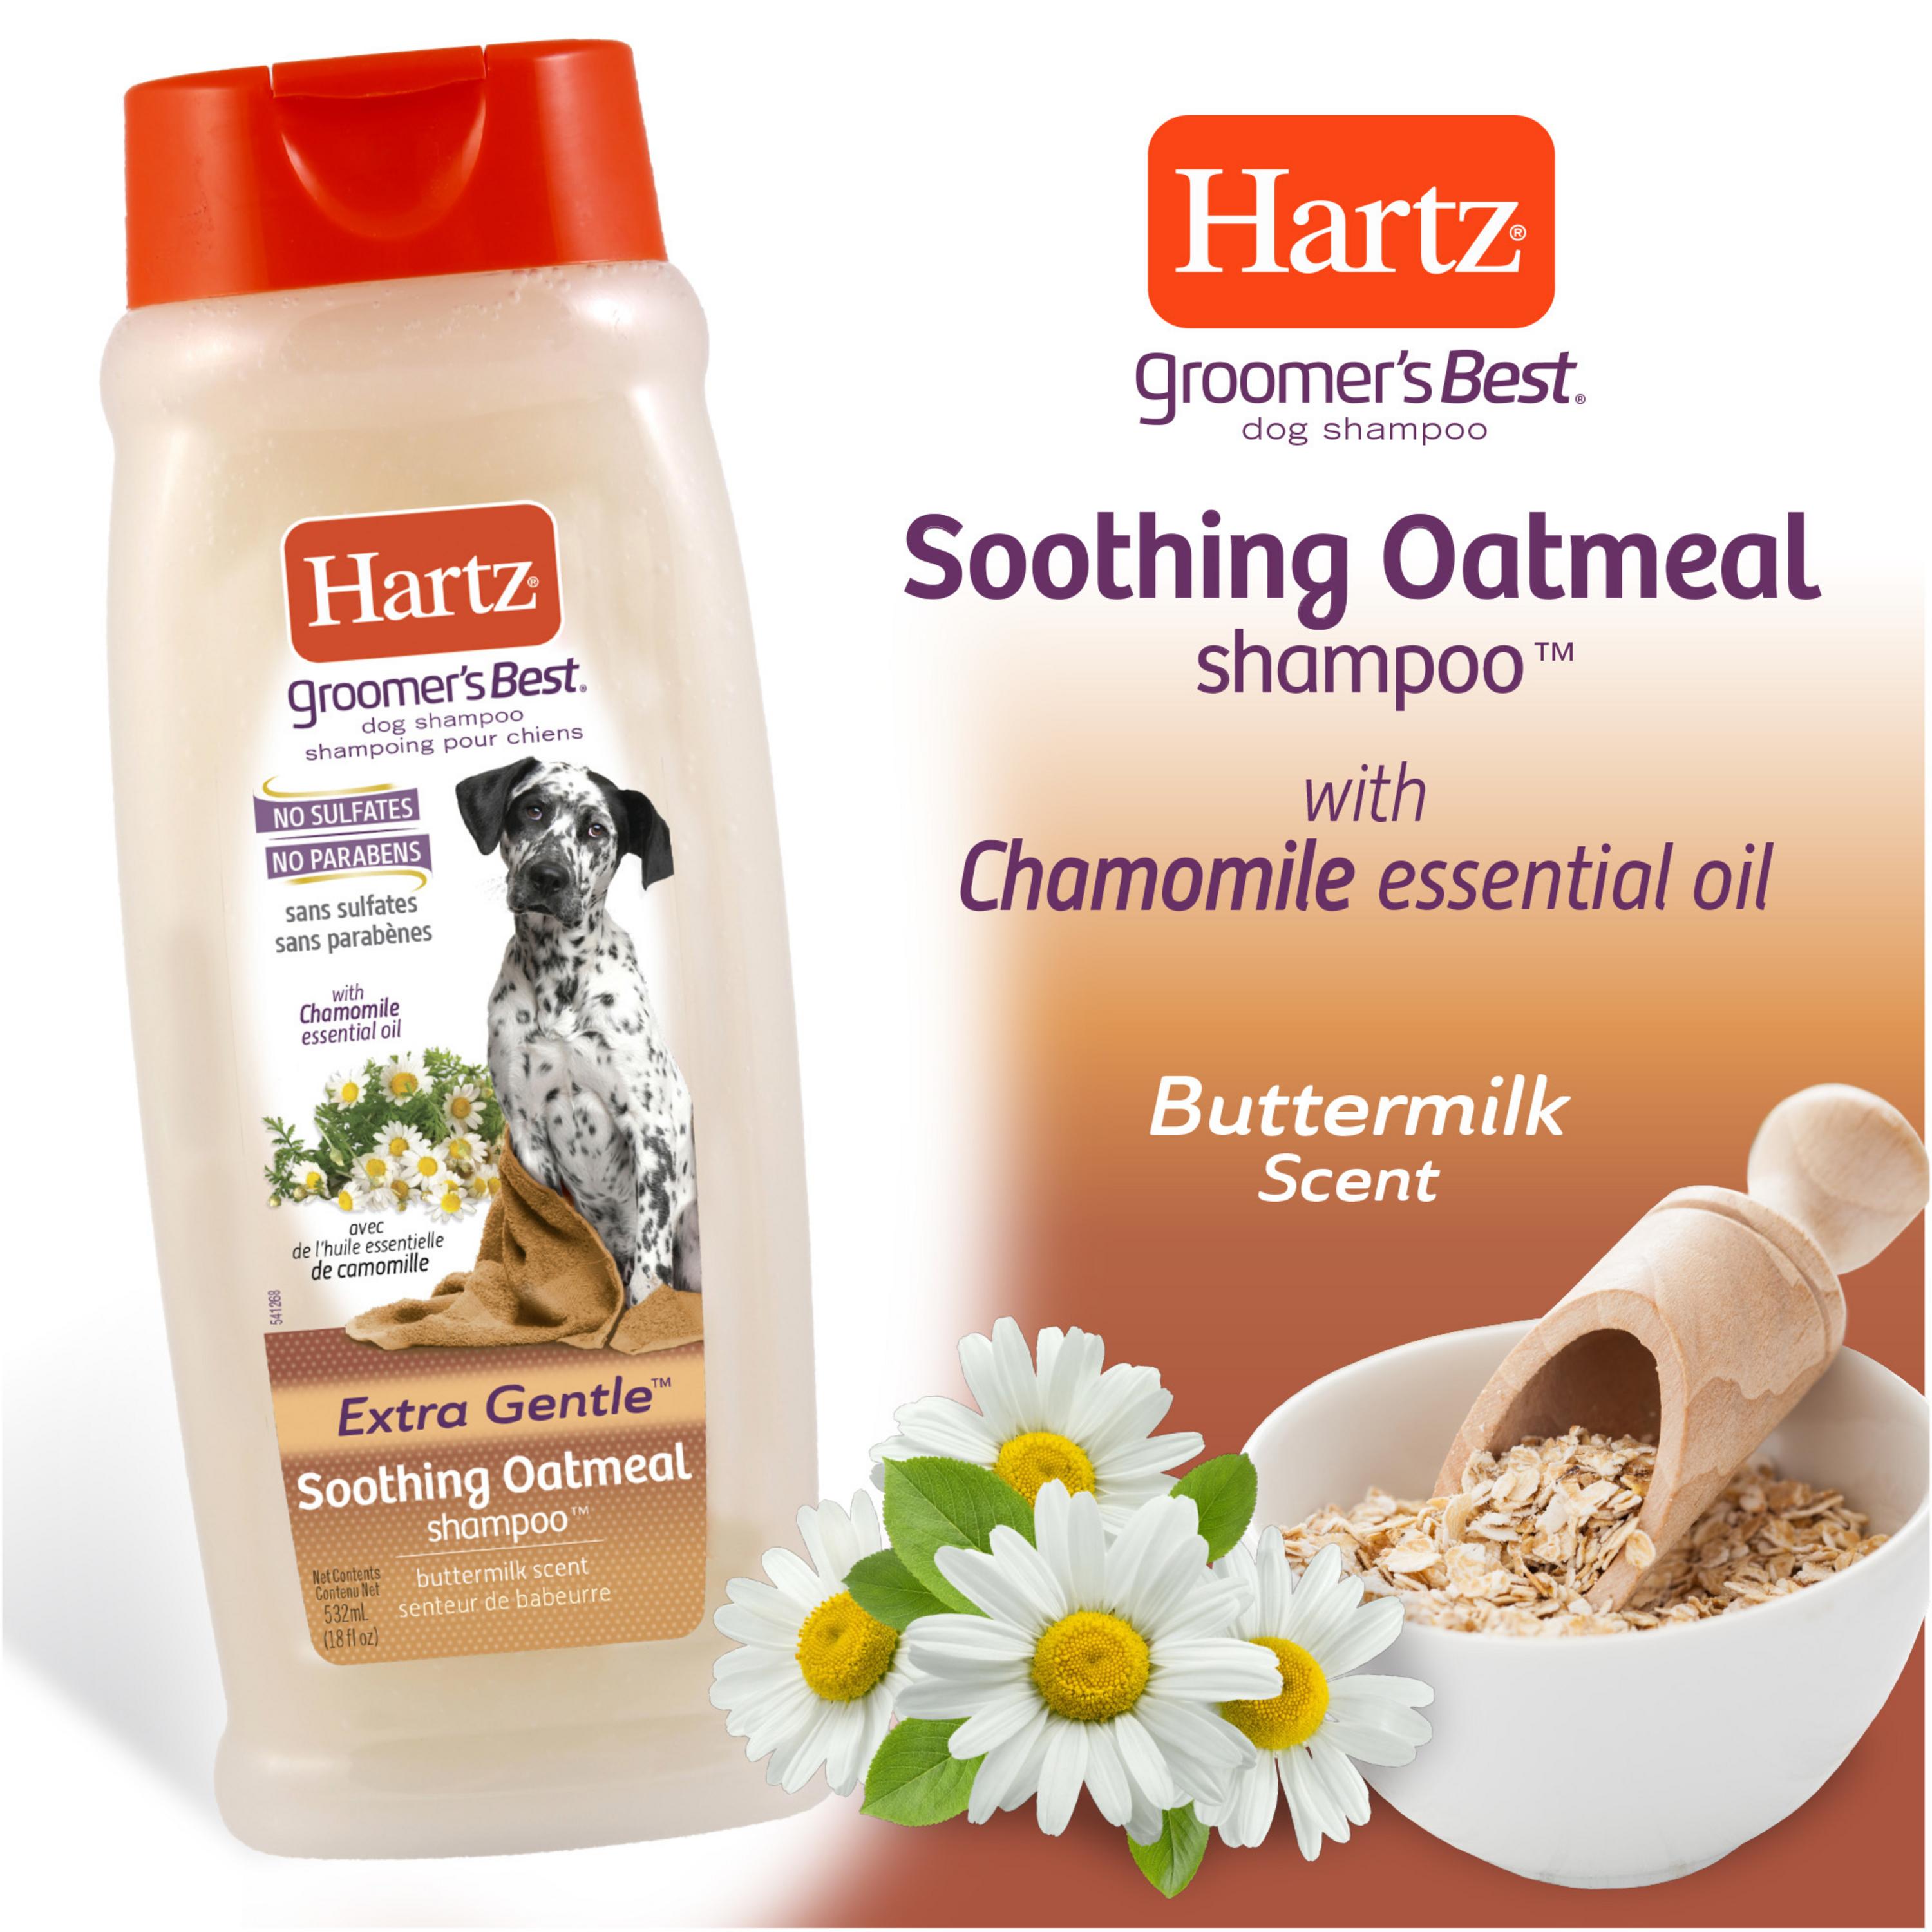 Hartz®
groomer's Best®
dog shampoo
shampoing pour chiens
NO SULFATES
NO PARABENS
sans sulfates
sans parabènes
with
Chamomile
essential oil
avec
de l'huile essentielle
de camomille
541268
Extra Gentle™
Soothing Oatmeal
shampoo™
buttermilk scent
senteur de babeurre
Net Contents
Contenu Net
532mL
(18 fl oz)
Hartz®
groomer's Best®
dog shampoo
Soothing Oatmeal
shampoo™
with
Chamomile essential oil
Buttermilk
Scent